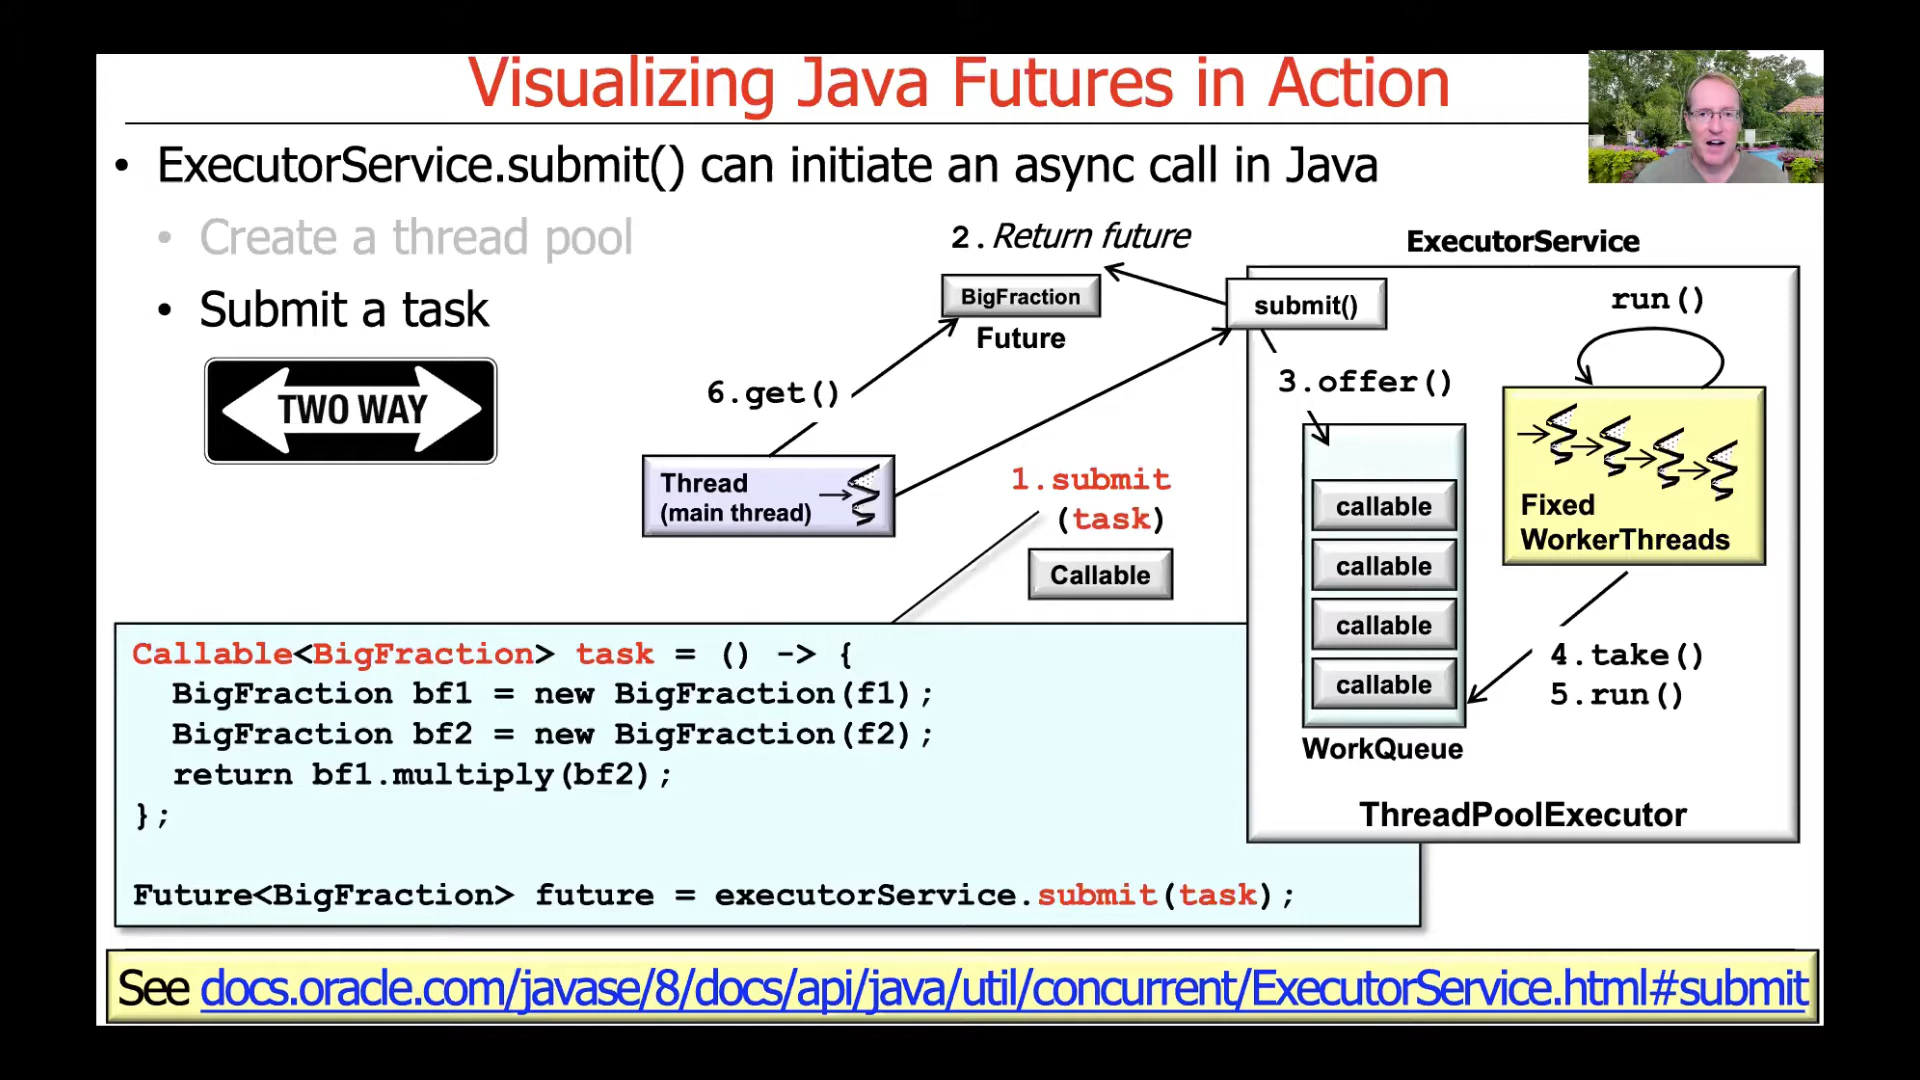 Visualizing Java Futures in Action
• ExecutorService.submit() can initiate an async call in Java
• Create a thread pool
• Submit a task
TWO WAY
2. Return future
BigFraction
Future
6.get()
Thread
(main thread)
1.submit
(task)
Callable
ExecutorService
submit()
run()
3.offer()
callable
callable
callable
callable
WorkQueue
Fixed
WorkerThreads
4.take()
5.run()
ThreadPoolExecutor
Callable<BigFraction> task = () -> {
BigFraction bf1 = new BigFraction(f1);
BigFraction bf2 = new BigFraction(f2);
return bf1.multiply(bf2);
};
Future<BigFraction> future = executorService.submit(task);
See docs.oracle.com/javase/8/docs/api/java/util/concurrent/ExecutorService.html#submit